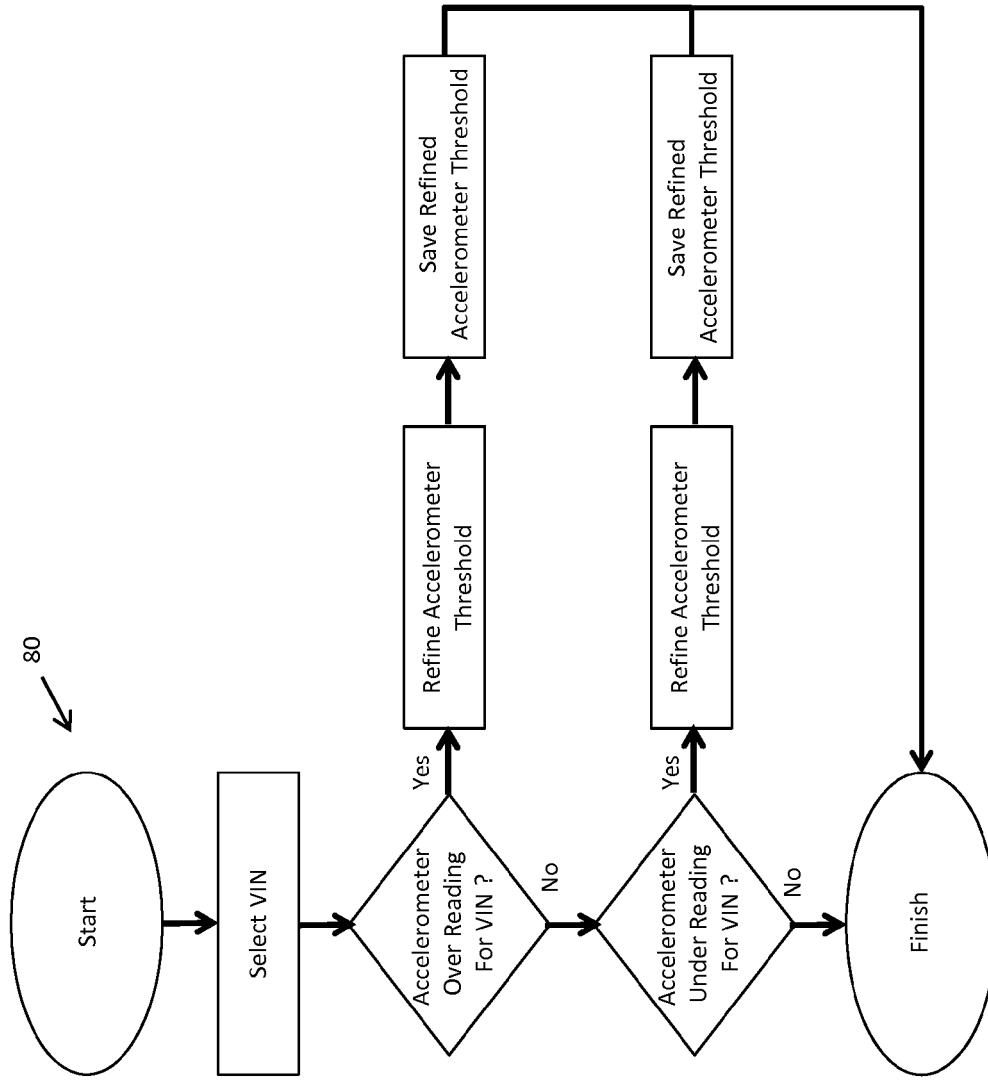 80
Start
Select VIN
Accelerometer
Over Reading
For VIN ?
Yes
Refine Accelerometer
Threshold
Save Refined
Accelerometer Threshold
No
Accelerometer
Under Reading
For VIN ?
Yes
Refine Accelerometer
Threshold
Save Refined
Accelerometer Threshold
No
Finish